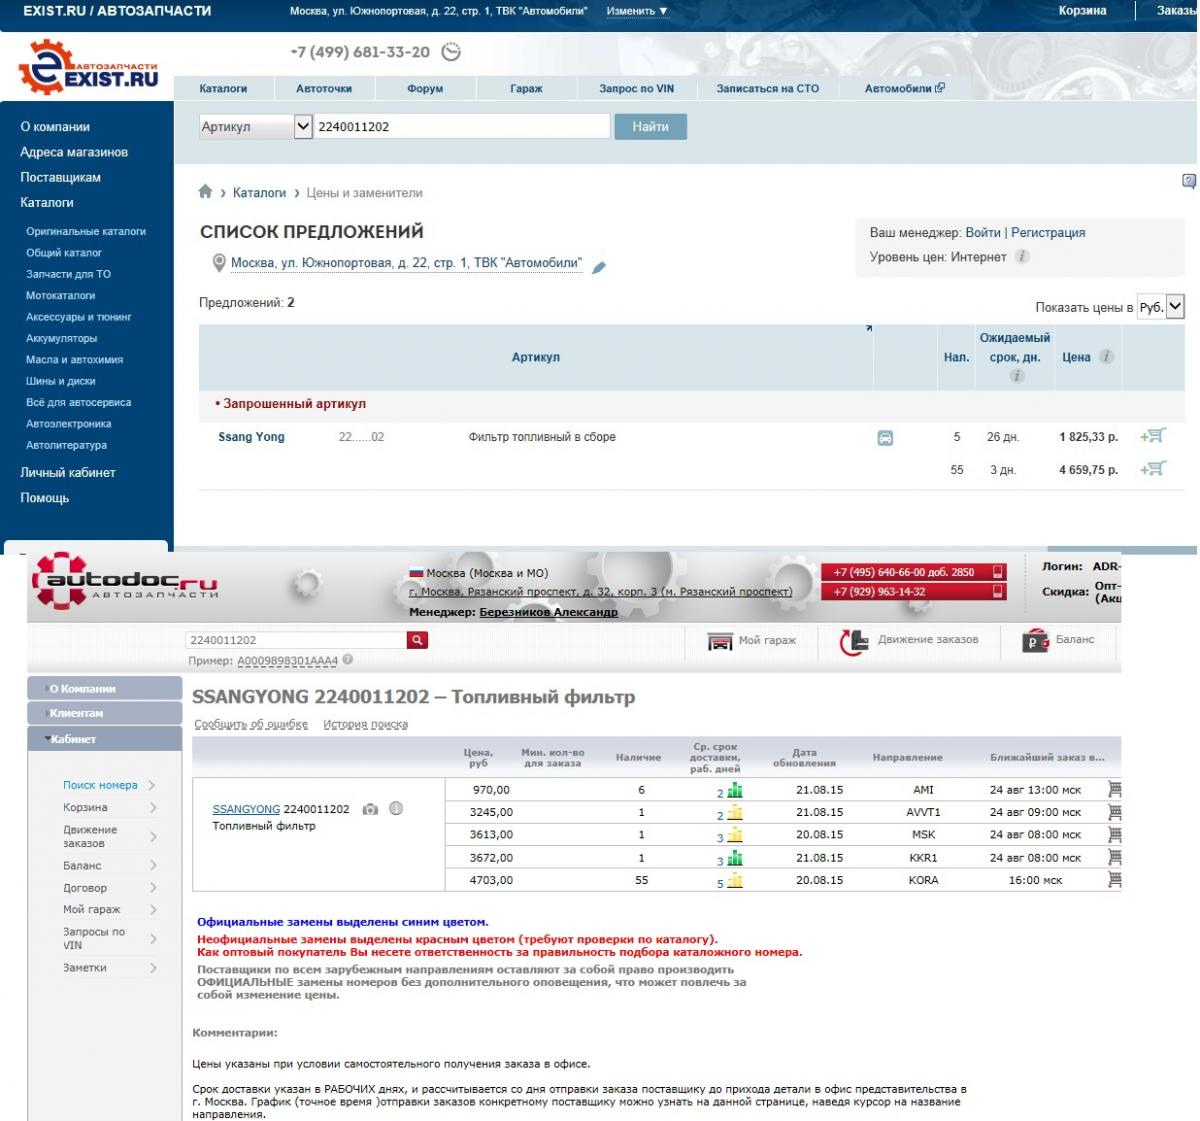 EXIST.RU / АВТОЗАПЧАСТИ
Москва, ул. Южнопортовая, д. 22, стр. 1, ТВК "Автомобили" Изменить ▼
Корзина Заказы
АВТОЗАПЧАСТИ
EXIST.RU
+7 (499) 681-33-20
Каталоги Автоточки Форум Гараж Запрос по VIN Записаться на СТО Автомобили
Артикул 2240011202 Найти
О компании
Адреса магазинов
Поставщикам
Каталоги
Оригинальные каталоги
Общий каталог
Запчасти для ТО
Мотокаталоги
Аксессуары и тюнинг
Аккумуляторы
Масла и автохимия
Шины и диски
Всё для автосервиса
Автоэлектроника
Автолитература
Личный кабинет
Помощь
Каталоги > Цены и заменители
СПИСОК ПРЕДЛОЖЕНИЙ
Москва, ул. Южнопортовая, д. 22, стр. 1, ТВК "Автомобили"
Ваш менеджер: Войти | Регистрация
Уровень цен: Интернет i
Предложений: 2
Показать цены в Руб.
Артикул Нал. Ожидаемый срок, дн. i Цена i
• Запрошенный артикул
Ssang Yong 22......02 Фильтр топливный в сборе 5 26 дн. 1 825,33 р.
55 3 дн. 4 659,75 р.
autodoc.ru
АВТОЗАПЧАСТИ
Москва (Москва и МО)
г. Москва, Рязанский проспект, д. 32, корп. 3 (м. Рязанский проспект)
Менеджер: Березников Александр
+7 (495) 640-66-00 доб. 2850
+7 (929) 963-14-32
Логин: ADR-
Скидка: Опт-
(Акц
2240011202
Пример: A0009898301AAA4 ?
Мой гараж Движение заказов Баланс
О Компании
Клиентам
Кабинет
Поиск номера
Корзина
Движение
заказов
Баланс
Договор
Мой гараж
Запросы по
VIN
Заметки
SSANGYONG 2240011202 – Топливный фильтр
Сообщить об ошибке История поиска
Цена, руб Мин. кол-во для заказа Наличие Ср. срок доставки, раб. дней Дата обновления Направление Ближайший заказ в...
SSANGYONG 2240011202
Топливный фильтр
970,00 6 2 21.08.15 AMI 24 авг 13:00 мск
3245,00 1 2 21.08.15 AVVT1 24 авг 09:00 мск
3613,00 1 3 20.08.15 MSK 24 авг 08:00 мск
3672,00 1 3 21.08.15 KKR1 24 авг 08:00 мск
4703,00 55 5 20.08.15 KORA 16:00 мск
Официальные замены выделены синим цветом.
Неофициальные замены выделены красным цветом (требуют проверки по каталогу).
Как оптовый покупатель Вы несете ответственность за правильность подбора каталожного номера.
Поставщики по всем зарубежным направлениям оставляют за собой право производить
ОФИЦИАЛЬНЫЕ замены номеров без дополнительного оповещения, что может повлечь за
собой изменение цены.
Комментарии:
Цены указаны при условии самостоятельного получения заказа в офисе.
Срок доставки указан в РАБОЧИХ днях, и рассчитывается со дня отправки заказа поставщику до прихода детали в офис представительства в
г. Москва. График (точное время )отправки заказов конкретному поставщику можно узнать на данной странице, наведя курсор на название
направления.